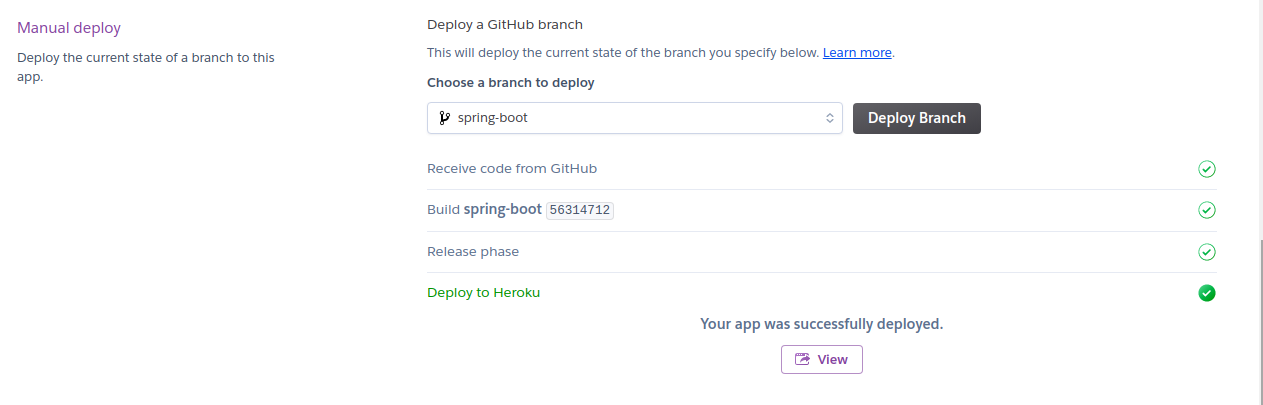 Manual deploy
Deploy the current state of a branch to this
app.
Deploy a GitHub branch
This will deploy the current state of the branch you specify below. Learn more.
Choose a branch to deploy
spring-boot
Deploy Branch
Receive code from GitHub
Build spring-boot 56314712
Release phase
Deploy to Heroku
Your app was successfully deployed.
View